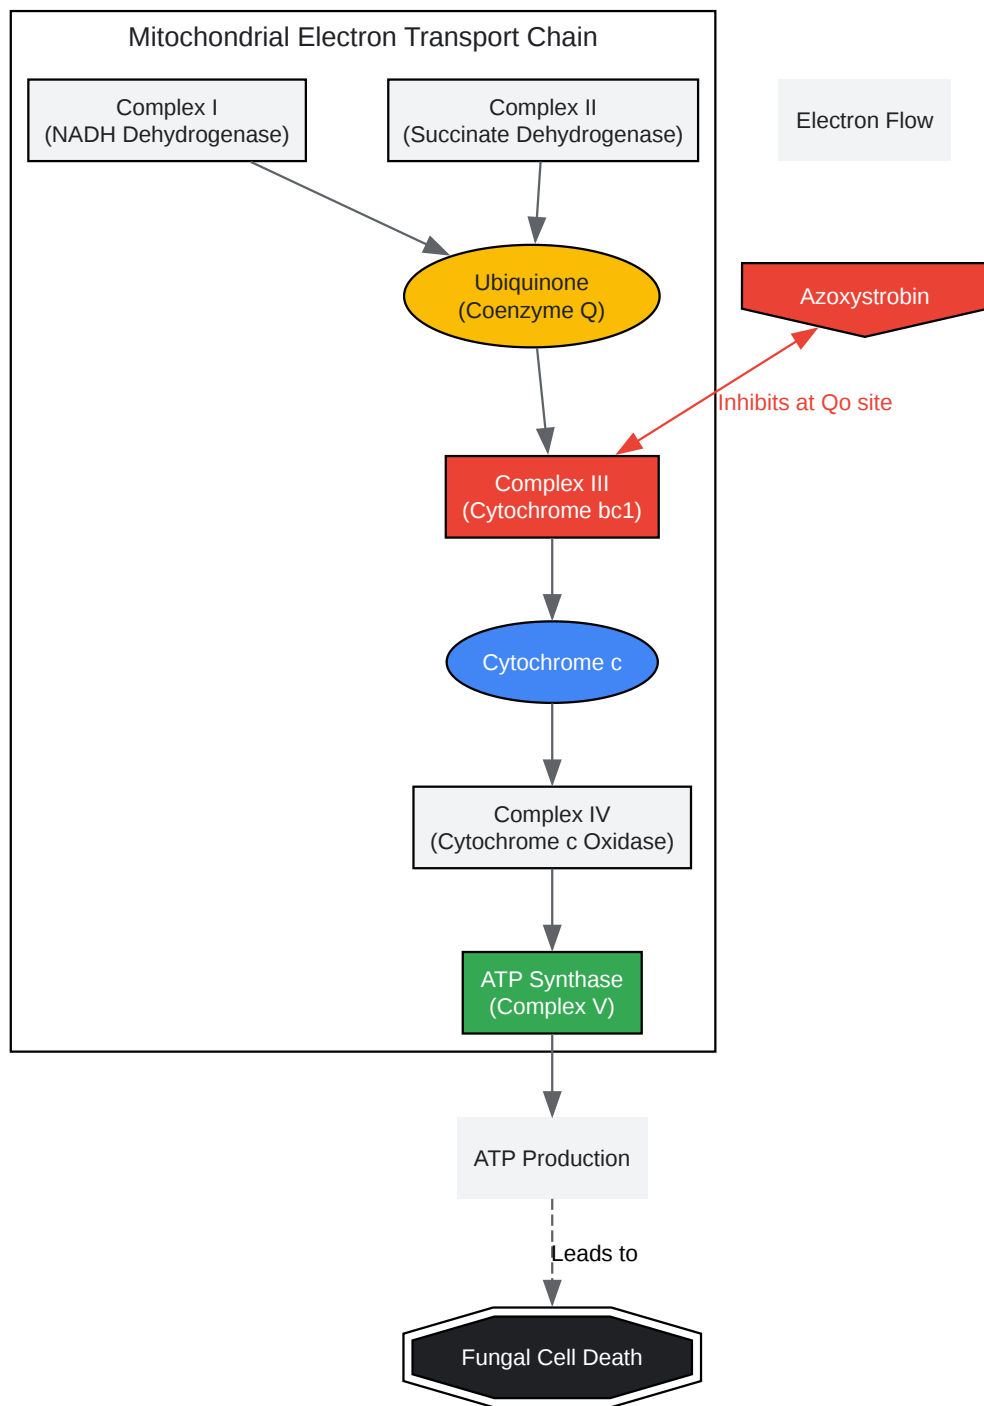 Mitochondrial Electron Transport Chain
Complex I
(NADH Dehydrogenase)
Complex II
(Succinate Dehydrogenase)
Electron Flow
Ubiquinone
(Coenzyme Q)
Azoxystrobin
Inhibits at Qo site
Complex III
(Cytochrome bc1)
Cytochrome c
Complex IV
(Cytochrome c Oxidase)
ATP Synthase
(Complex V)
ATP Production
Leads to
Fungal Cell Death